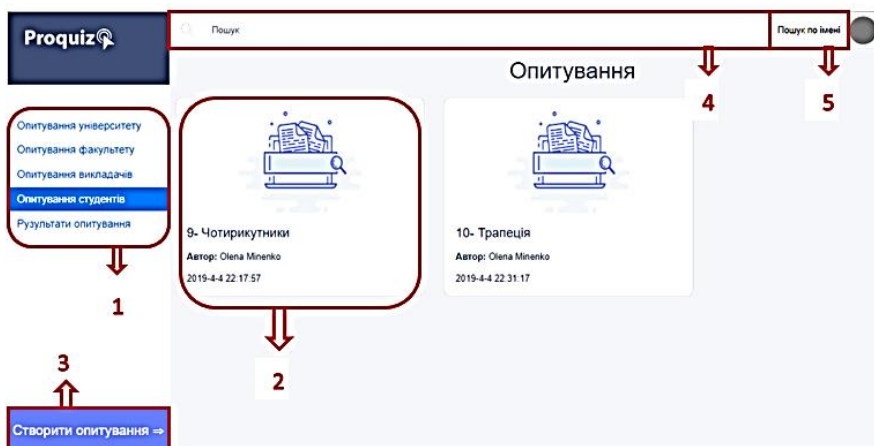 Proquiz
Пошук
Пошук по імені
Опитування
4
5
Опитування університету
Опитування факультету
Опитування викладачів
Опитування студентів
Рузультати опитування
1
9- Чотирикутники
Автор: Olena Minenko
2019-4-4 22:17:57
10- Трапеція
Автор: Olena Minenko
2019-4-4 22:31:17
2
3
Створити опитування ⇒